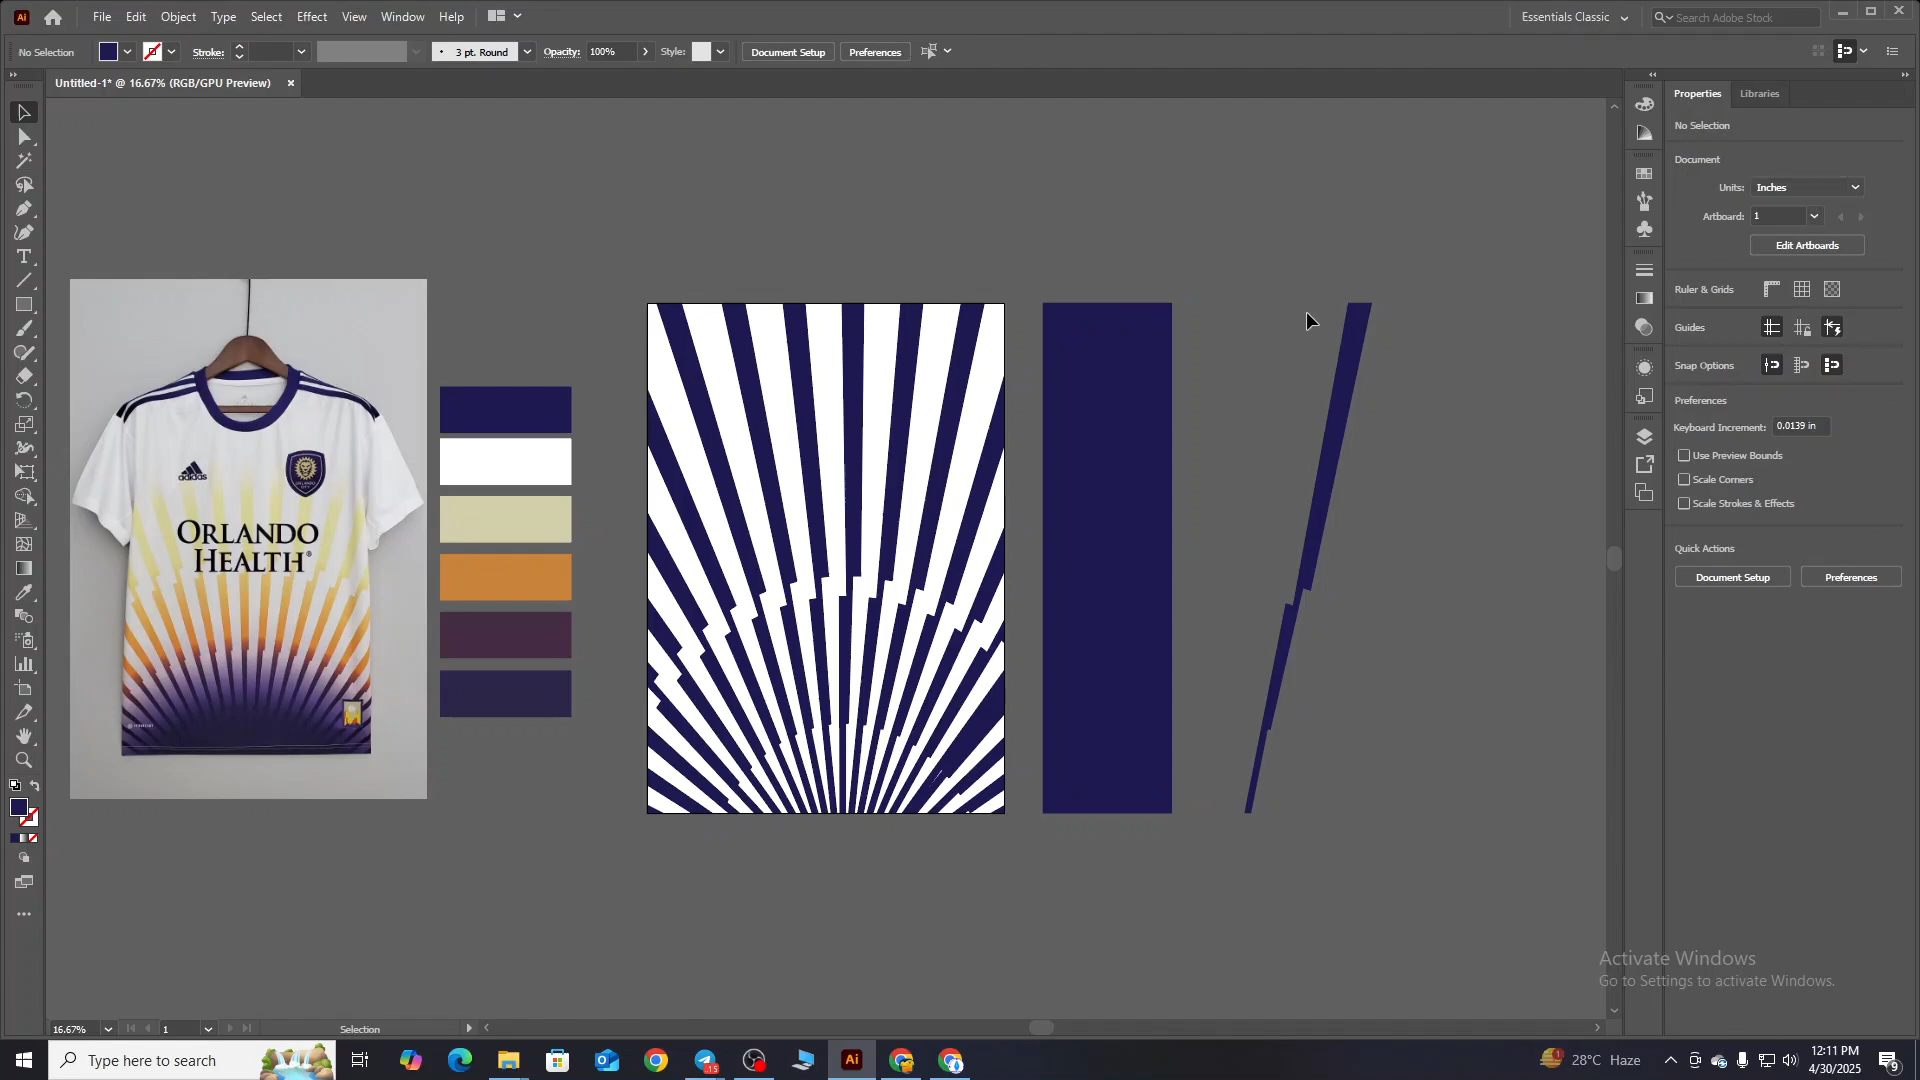 Ai
File Edit Object Type Select Effect View Window Help
Essentials Classic
Search Adobe Stock
No Selection
Stroke:
3 pt. Round
Opacity: 100%
Style:
Document Setup
Preferences
Untitled-1* @ 16.67% (RGB/GPU Preview)
Properties
Libraries
No Selection
Document
Units: Inches
Artboard: 1
Edit Artboards
Ruler & Grids
Guides
Snap Options
Preferences
Keyboard Increment: 0.0139 in
Use Preview Bounds
Scale Corners
Scale Strokes & Effects
Quick Actions
Document Setup
Preferences
adidas
ORLANDO
HEALTH®
Activate Windows
Go to Settings to activate Windows.
16.67%
1
Selection
Type here to search
15
Ai
28°C Haze
12:11 PM
4/30/2025
9